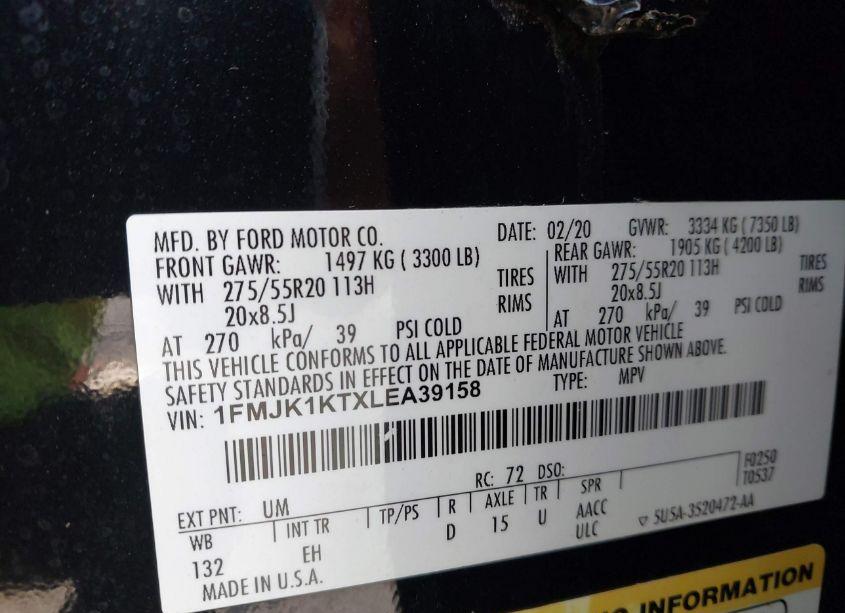 MFD. BY FORD MOTOR CO.
DATE: 02/20 GVWR: 3334 KG ( 7350 LB)
FRONT GAWR: 1497 KG ( 3300 LB)
WITH 275/55R20 113H TIRES
20x8.5J RIMS
AT 270 kPa/ 39 PSI COLD
REAR GAWR: 1905 KG ( 4200 LB)
WITH 275/55R20 113H TIRES
20x8.5J RIMS
AT 270 kPa/ 39 PSI COLD
THIS VEHICLE CONFORMS TO ALL APPLICABLE FEDERAL MOTOR VEHICLE
SAFETY STANDARDS IN EFFECT ON THE DATE OF MANUFACTURE SHOWN ABOVE.
VIN: 1FMJK1KTXLEA39158 TYPE: MPV
F0250
T0537
EXT PNT: UM RC: 72 DSO:
WB INT TR TP/PS R AXLE TR SPR
132 EH D 15 U AACC
ULC
▽ 5U5A-3520472-AA
MADE IN U.S.A.
INFORMATION